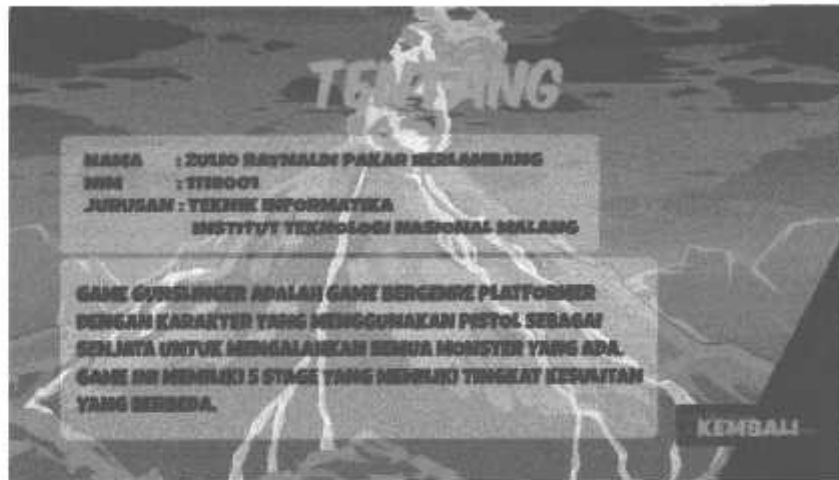 TENTANG
NAMA : ZULIO RAYNALDI PAKAR HERLAMBANG
NIM :
JURUSAN : TEKNIK INFORMATIKA
INSTITUT TEKNOLOGI NASIONAL MALANG
GAME GUNSLINGER ADALAH GAME BERGENRE PLATFORMER
DENGAN KARAKTER YANG MENGGUNAKAN PISTOL SEBAGAI
SENJATA UNTUK MENGALAHKAN SEMUA MONSTER YANG ADA.
GAME INI MEMILIKI 5 STAGE YANG MEMILIKI TINGKAT KESULITAN
YANG BERBEDA.
KEMBALI